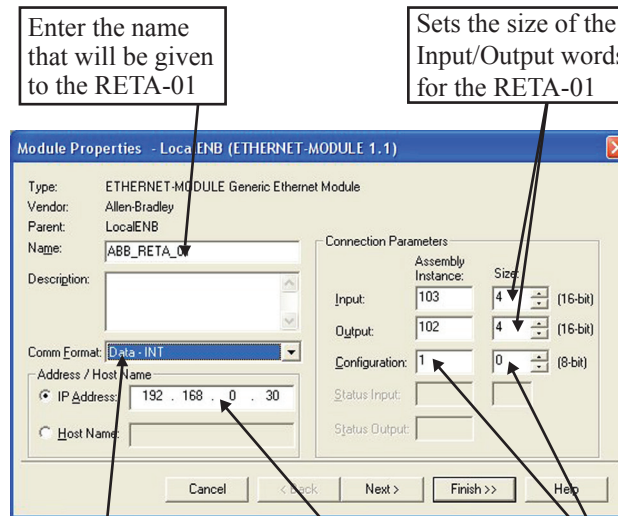 Enter the name
that will be given
to the RETA-01
Sets the size of the
Input/Output words
for the RETA-01
Module Properties - LocalENB (ETHERNET-MODULE 1.1)
Type: ETHERNET-MODULE Generic Ethernet Module
Vendor: Allen-Bradley
Parent: LocalENB
Name: ABB_RETA_01
Description:
Comm Format: Data - INT
Address / Host Name
IP Address: 192 . 168 . 0 . 30
Host Name:
Connection Parameters
Assembly
Instance: Size:
Input: 103 4 (16-bit)
Output: 102 4 (16-bit)
Configuration: 1 0 (8-bit)
Status Input:
Status Output:
Cancel < Back Next > Finish >> Help